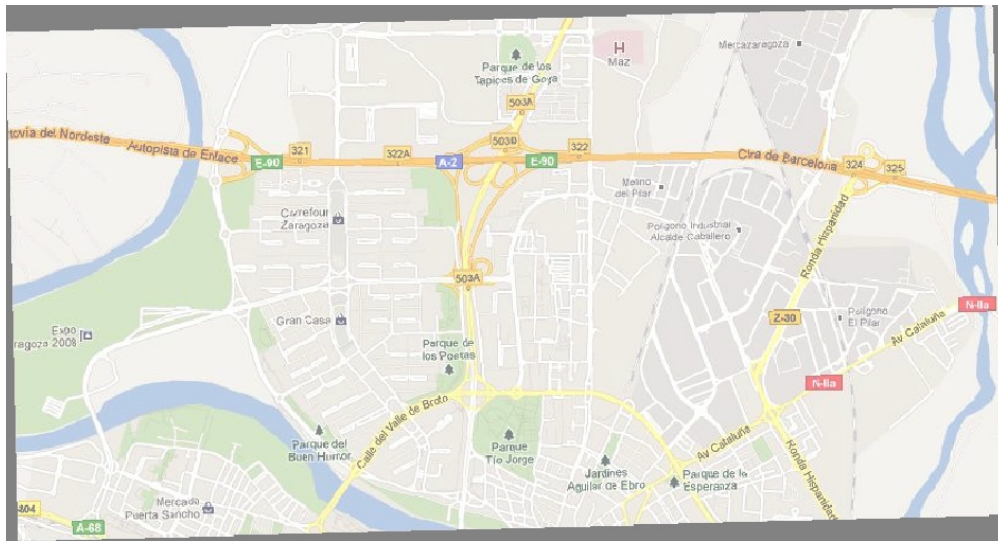 Mercazaragoza
H
Maz
Parque de los
Tapices de Goya
503A
503B
tovía del Nordeste
Autopista de Enlace
E-90
321
322A
A-2
E-90
322
Ctra de Barcelona
324
325
Molino
del Pilar
Carrefour
Zaragoza
Polígono Industrial
Alcalde Caballero
Ronda Hispanidad
503A
N-IIa
Gran Casa
Z-30
Polígono
El Pilar
Av Cataluña
Expo
ragoza 2008
Parque de
los Poetas
N-IIa
Calle del Valle de Broto
Parque del
Buen Humor
Parque
Tío Jorge
Av Cataluña
Ronda Hispanidad
Jardines
Aguilar de Ebro
Parque de la
Esperanza
Mercado
Puerta Sancho
804
A-68